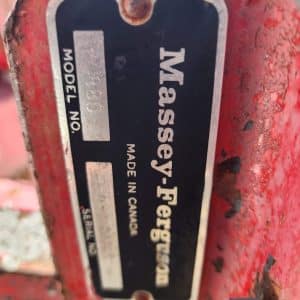 Massey-Ferguson
MADE IN CANADA
MODEL NO.
SERIAL NO.